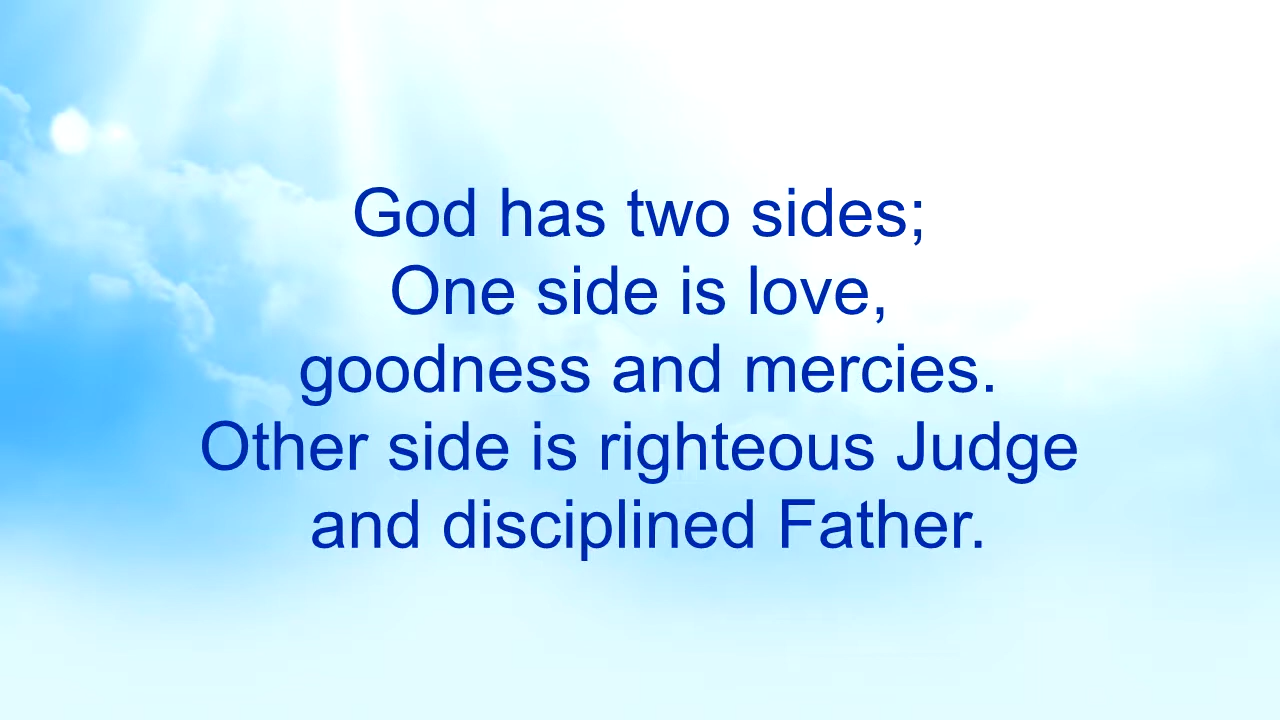 God has two sides;
One side is love,
goodness and mercies.
Other side is righteous Judge
and disciplined Father.